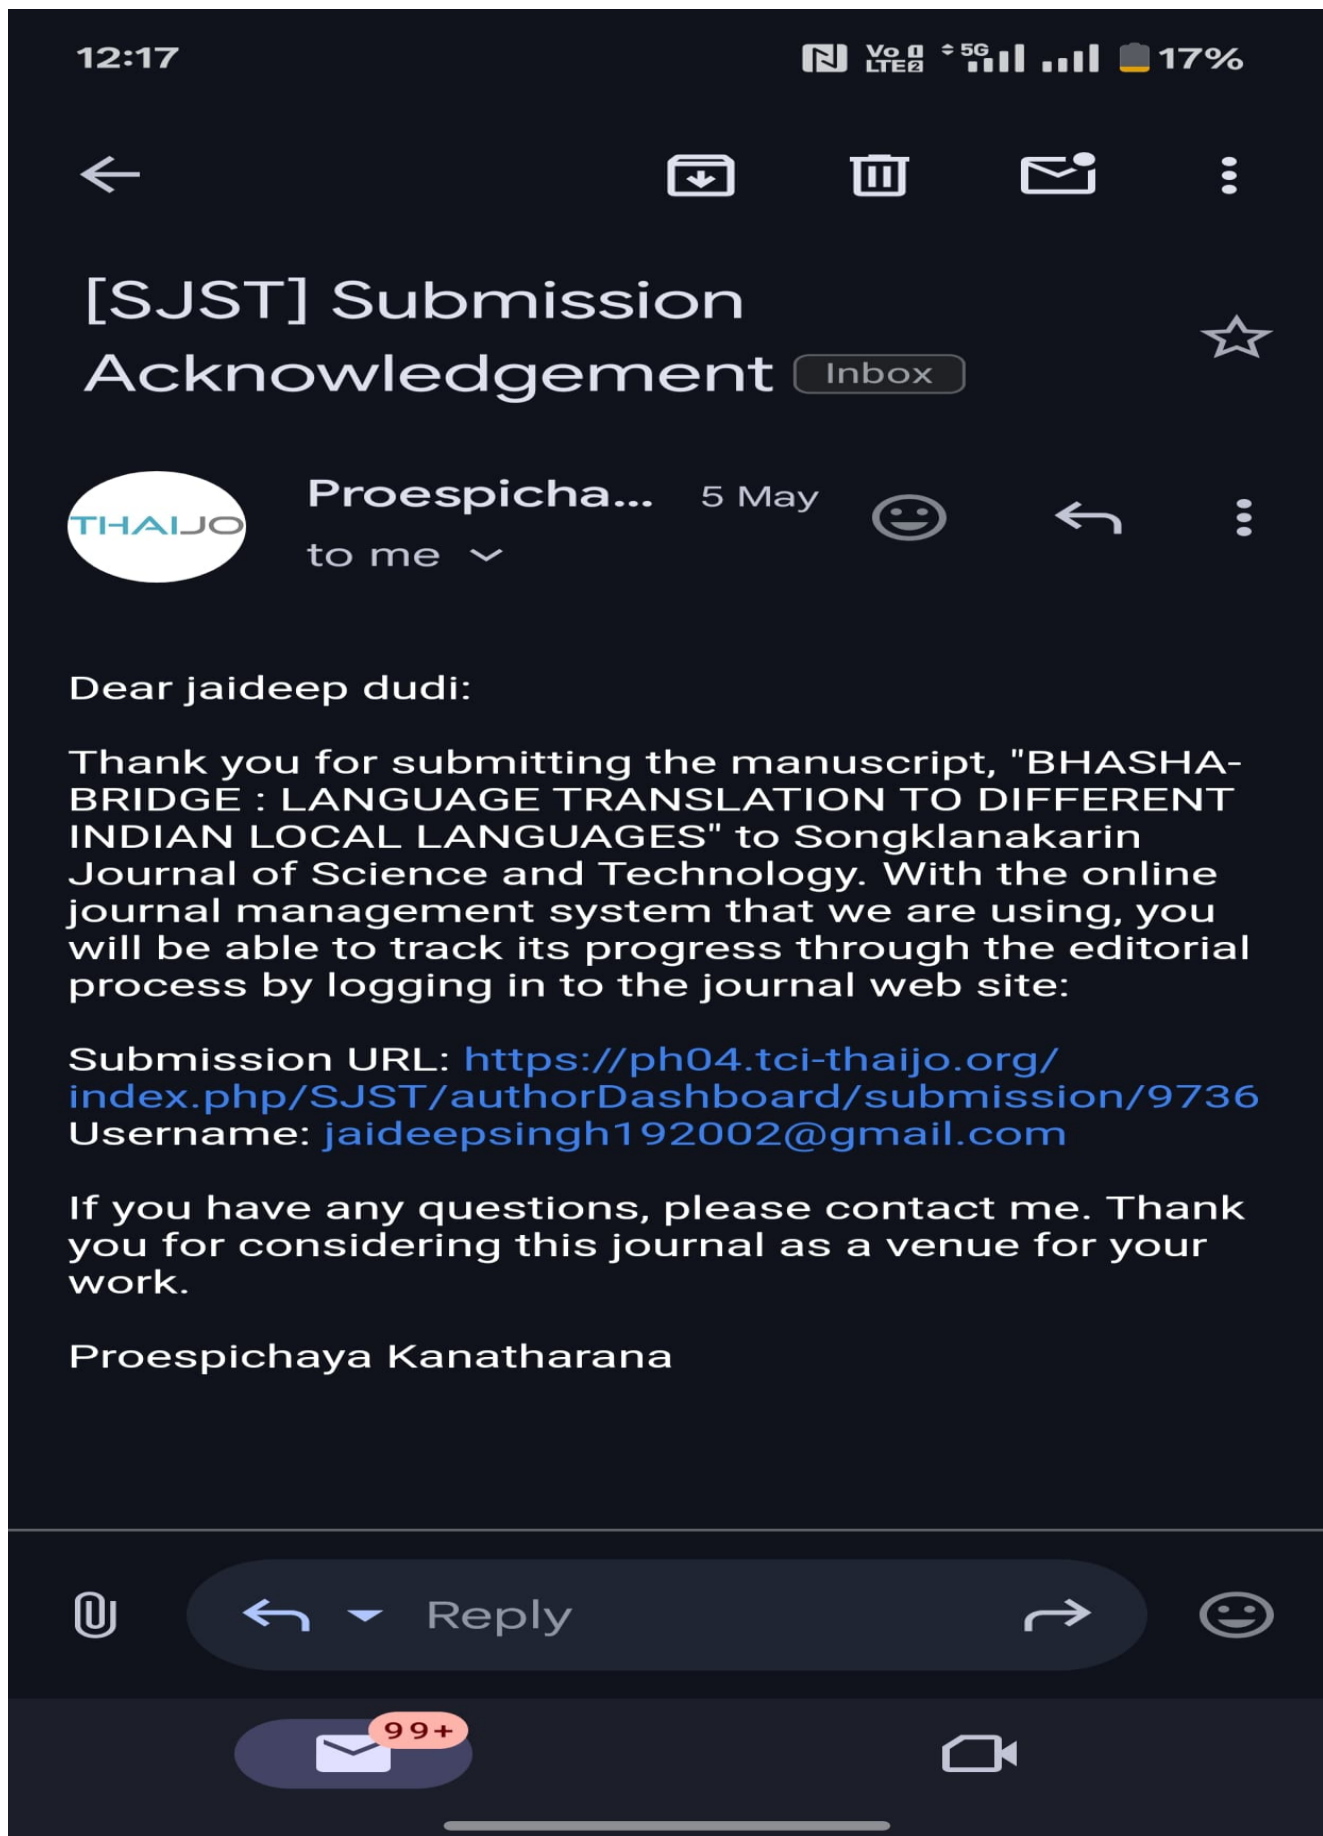 12:17
Vo 1 LTE2 5G 17%
[SJST] Submission
Acknowledgement Inbox
THAIJO
Proespicha... 5 May
to me
Dear jaideep dudi:
Thank you for submitting the manuscript, "BHASHA-
BRIDGE : LANGUAGE TRANSLATION TO DIFFERENT
INDIAN LOCAL LANGUAGES" to Songklanakarin
Journal of Science and Technology. With the online
journal management system that we are using, you
will be able to track its progress through the editorial
process by logging in to the journal web site:
Submission URL: https://ph04.tci-thaijo.org/
index.php/SJST/authorDashboard/submission/9736
Username: jaideepsingh192002@gmail.com
If you have any questions, please contact me. Thank
you for considering this journal as a venue for your
work.
Proespichaya Kanatharana
Reply
99+